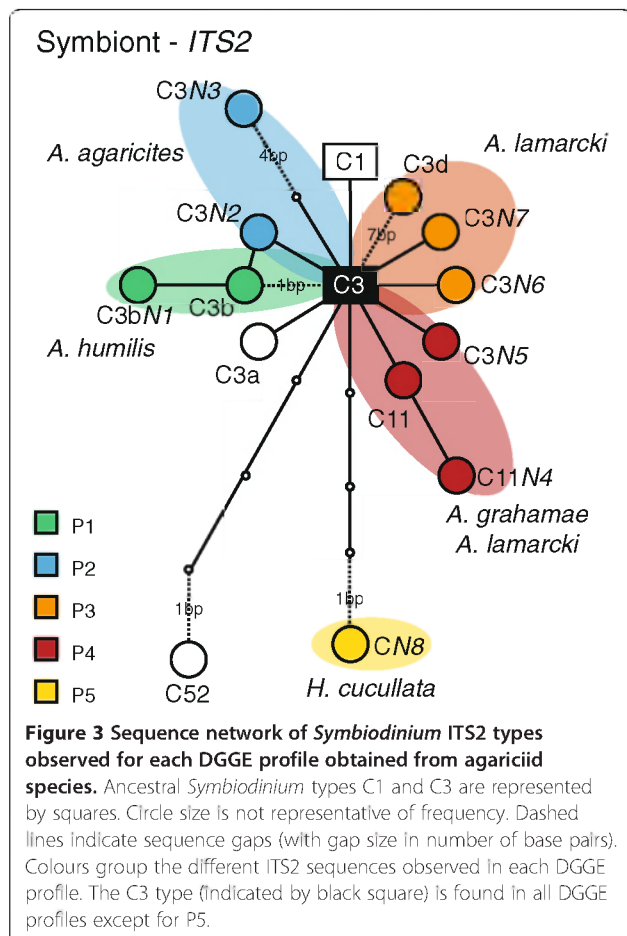 Symbiont - ITS2
C3N3
A. agaricites
4bp
C1
A. lamarcki
C3d
C3N2
7bp
C3N7
1bp
C3
C3N6
C3bN1
C3b
A. humilis
C3a
C3N5
C11
C11N4
A. grahamae
A. lamarcki
P1
P2
P3
P4
P5
1bp
C52
1bp
CN8
H. cucullata
Figure 3 Sequence network of Symbiodinium ITS2 types
observed for each DGGE profile obtained from agariciid
species. Ancestral Symbiodinium types C1 and C3 are represented
by squares. Circle size is not representative of frequency. Dashed
lines indicate sequence gaps (with gap size in number of base pairs).
Colours group the different ITS2 sequences observed in each DGGE
profile. The C3 type (indicated by black square) is found in all DGGE
profiles except for P5.